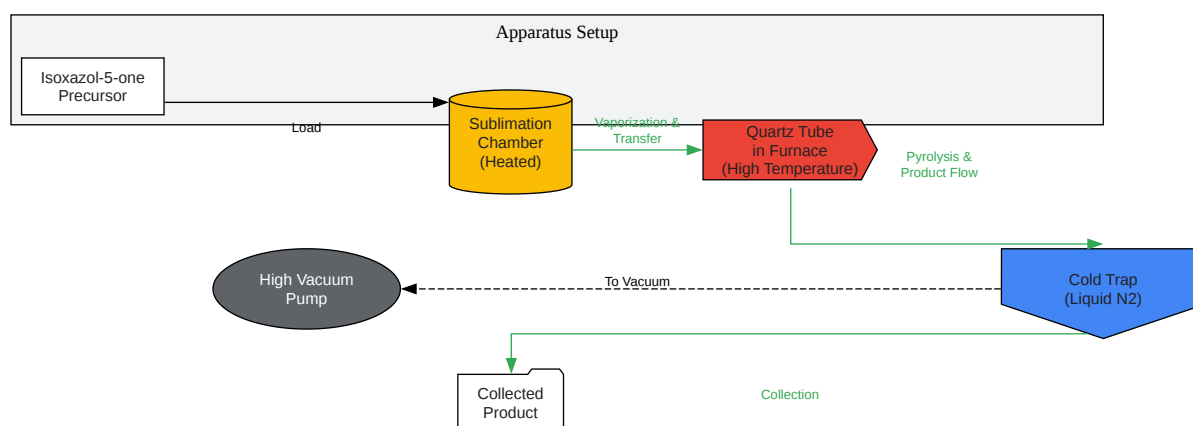 Apparatus Setup
Isoxazol-5-one
Precursor
Load
Sublimation
Chamber
(Heated)
Vaporization &
Transfer
Quartz Tube
in Furnace
(High Temperature)
Pyrolysis &
Product Flow
High Vacuum
Pump
To Vacuum
Cold Trap
(Liquid N2)
Collected
Product
Collection